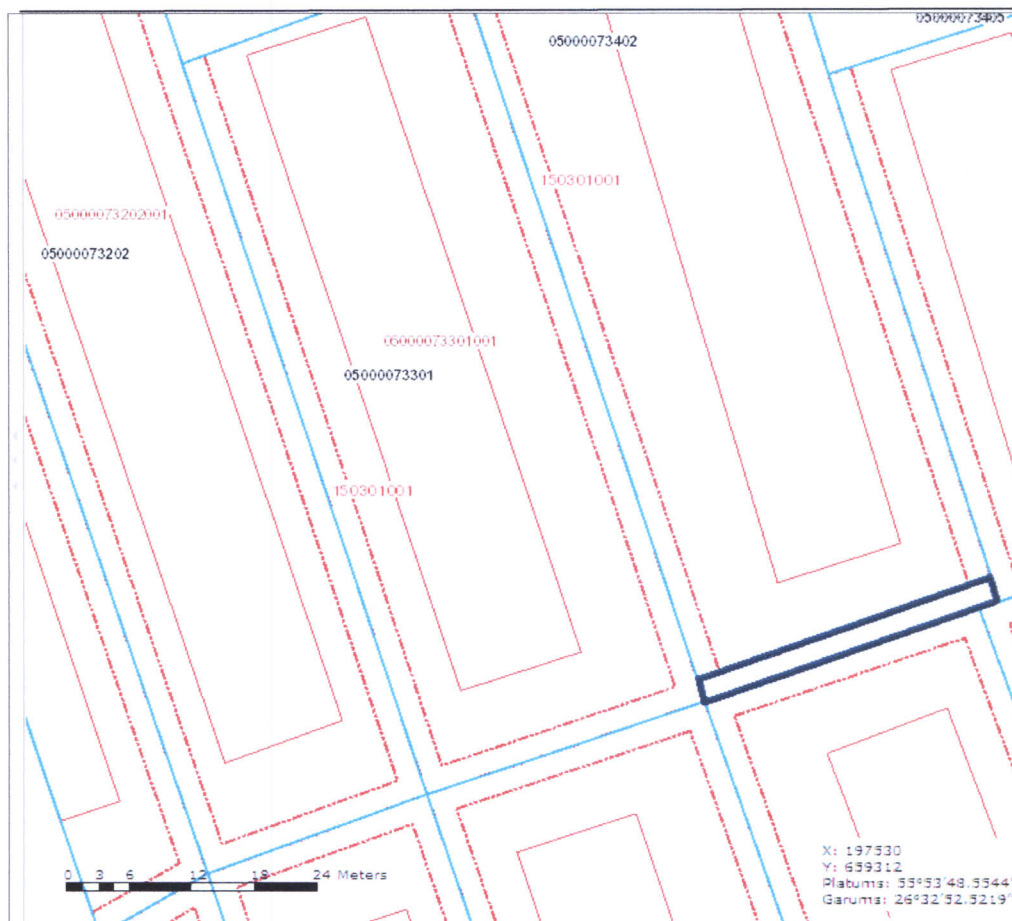 05000073405
05000073402
150301001
05000073202001
05000073202
05000073301001
05000073301
150301001
0 3 6 12 18 24 Meters
X: 197530
Y: 659312
Platums: 55°53'48.5544"
Garums: 26°32'52.5219"